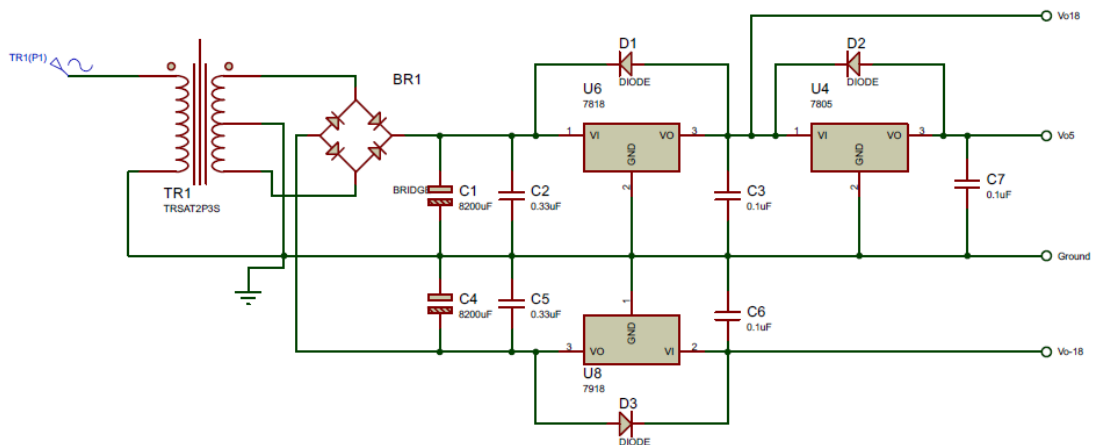 Vo18
TR1(P1)
D1
DIODE
D2
DIODE
BR1
U6
7818
U4
7805
1
VI
VO
3
1
VI
VO
3
Vo5
GND
2
GND
2
TR1
TRSAT2P3S
BRIDGE
C1
8200uF
C2
0.33uF
C3
0.1uF
C7
0.1uF
Ground
C4
8200uF
C5
0.33uF
1
GND
C6
0.1uF
3
VO
VI
2
Vo-18
U8
7918
D3
DIODE